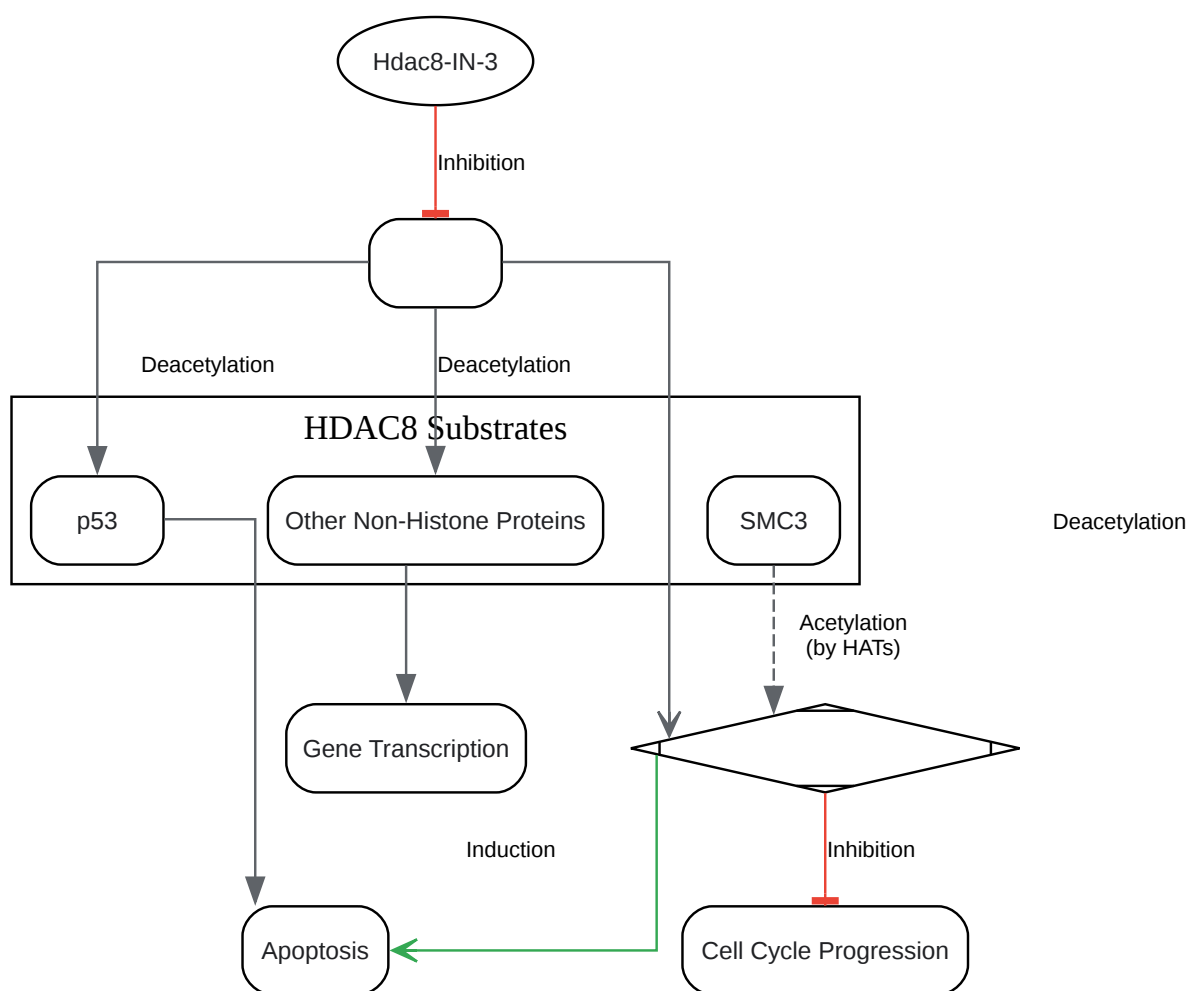 Hdac8-IN-3
Inhibition
Deacetylation
Deacetylation
HDAC8 Substrates
p53
Other Non-Histone Proteins
SMC3
Deacetylation
Acetylation
(by HATs)
Gene Transcription
Induction
Inhibition
Apoptosis
Cell Cycle Progression